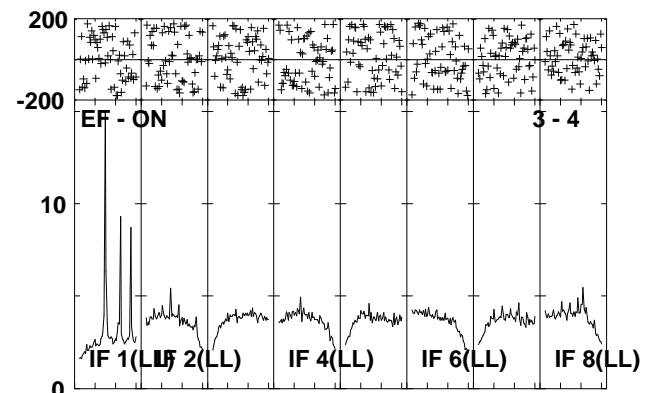 200
-200
EF - ON 3 - 4
10
IF 1(LL) IF 2(LL) IF 4(LL) IF 6(LL) IF 8(LL)
0